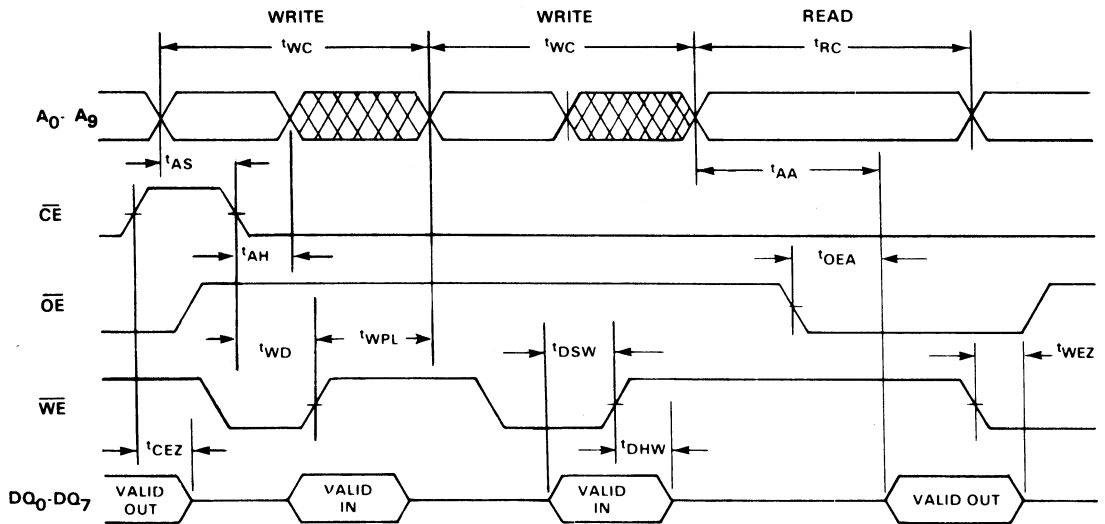 WRITE WRITE READ
tWC tWC tRC
A0- A9
tAS tAA
CE
tAH tOEA
OE
tWD tWPL tDSW tWEZ
WE
tCEZ tDHW
DQ0-DQ7 VALID OUT VALID IN VALID IN VALID OUT